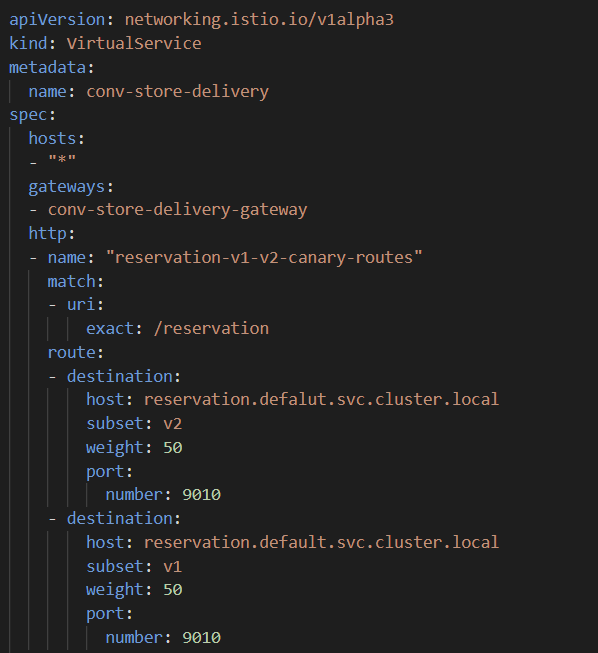 apiVersion: networking.istio.io/v1alpha3
kind: VirtualService
metadata:
  name: conv-store-delivery
spec:
  hosts:
  - "*"
  gateways:
  - conv-store-delivery-gateway
  http:
  - name: "reservation-v1-v2-canary-routes"
    match:
    - uri:
        exact: /reservation
    route:
    - destination:
        host: reservation.defalut.svc.cluster.local
        subset: v2
        weight: 50
        port:
          number: 9010
    - destination:
        host: reservation.default.svc.cluster.local
        subset: v1
        weight: 50
        port:
          number: 9010